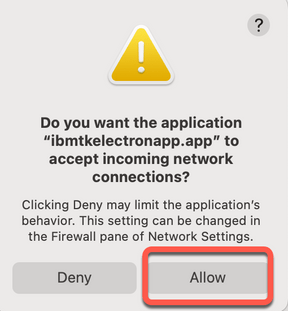 ?
Do you want the application
“ibmtkelectronapp.app” to
accept incoming network
connections?
Clicking Deny may limit the application’s
behavior. This setting can be changed in
the Firewall pane of Network Settings.
Deny Allow